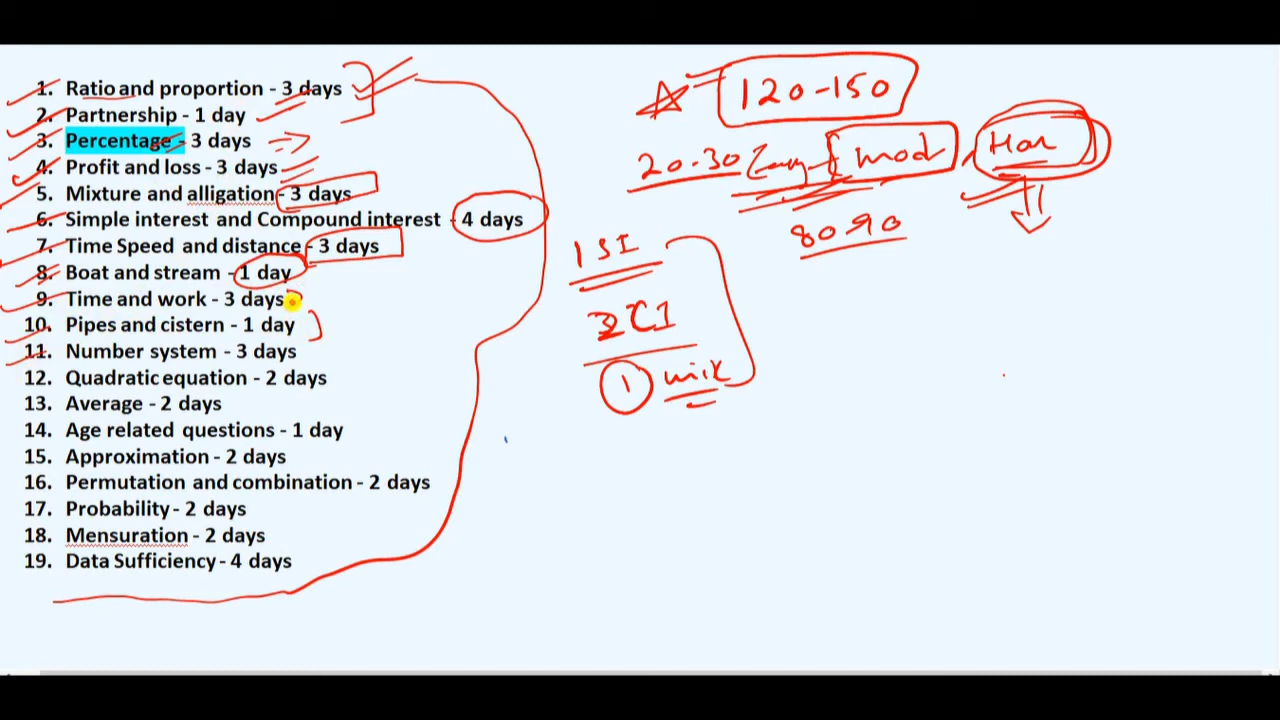 1. Ratio and proportion - 3 days
2. Partnership - 1 day
3. Percentage - 3 days
4. Profit and loss - 3 days
5. Mixture and alligation - 3 days
6. Simple interest and Compound interest - 4 days
7. Time Speed and distance - 3 days
8. Boat and stream - 1 day
9. Time and work - 3 days
10. Pipes and cistern - 1 day
11. Number system - 3 days
12. Quadratic equation - 2 days
13. Average - 2 days
14. Age related questions - 1 day
15. Approximation - 2 days
16. Permutation and combination - 2 days
17. Probability - 2 days
18. Mensuration - 2 days
19. Data Sufficiency - 4 days
120-150
20-30 mod
80-90
1 SI
2 CI
1 mix